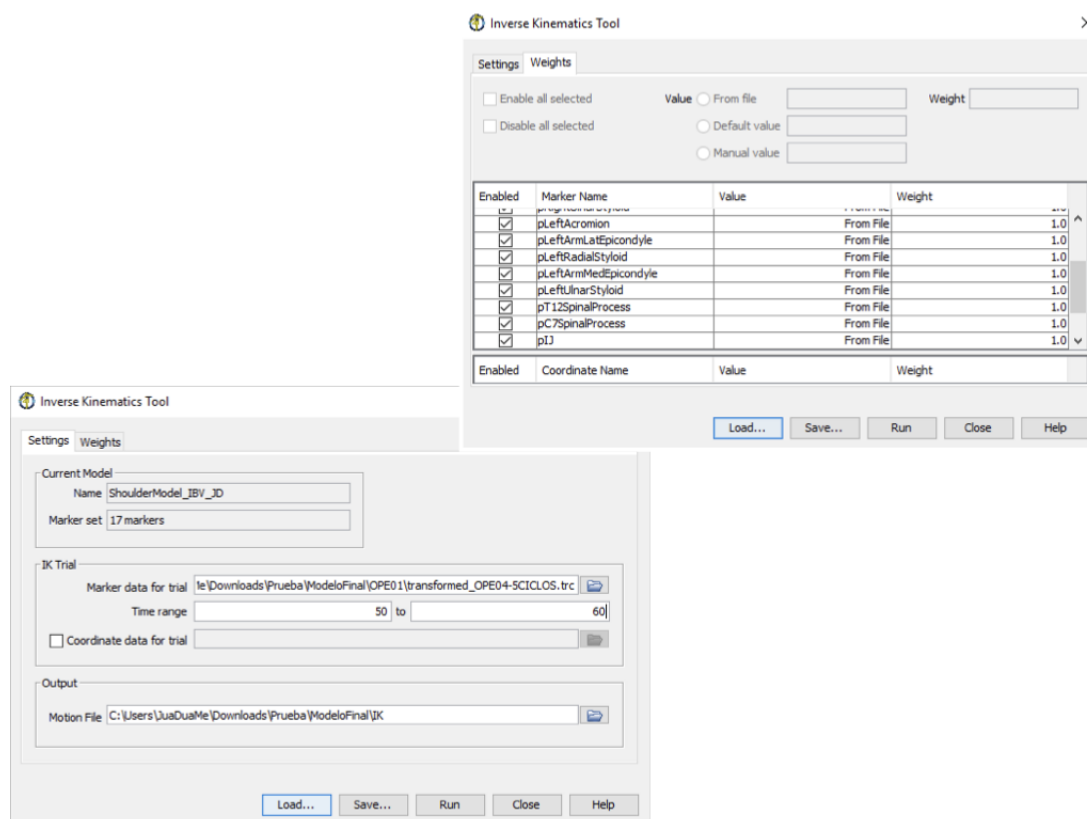 Inverse Kinematics Tool
Settings Weights
Enable all selected Value From file Weight
Disable all selected Default value
Manual value
Enabled Marker Name Value Weight
pLeftAcromion From File 1.0
pLeftArmLatEpicondyle From File 1.0
pLeftRadialStyloid From File 1.0
pLeftArmMedEpicondyle From File 1.0
pLeftUlnarStyloid From File 1.0
pT12SpinalProcess From File 1.0
pC7SpinalProcess From File 1.0
pIJ From File 1.0
Enabled Coordinate Name Value Weight
Load... Save... Run Close Help
Inverse Kinematics Tool
Settings Weights
Current Model
Name ShoulderModel_IBV_JD
Marker set 17 markers
IK Trial
Marker data for trial le\Downloads\Prueba\ModeloFinal\OPE01\transformed_OPE04-5CICLOS.trc
Time range 50 to 60
Coordinate data for trial
Output
Motion File C:\Users\JuaDuaMe\Downloads\Prueba\ModeloFinal\IK
Load... Save... Run Close Help